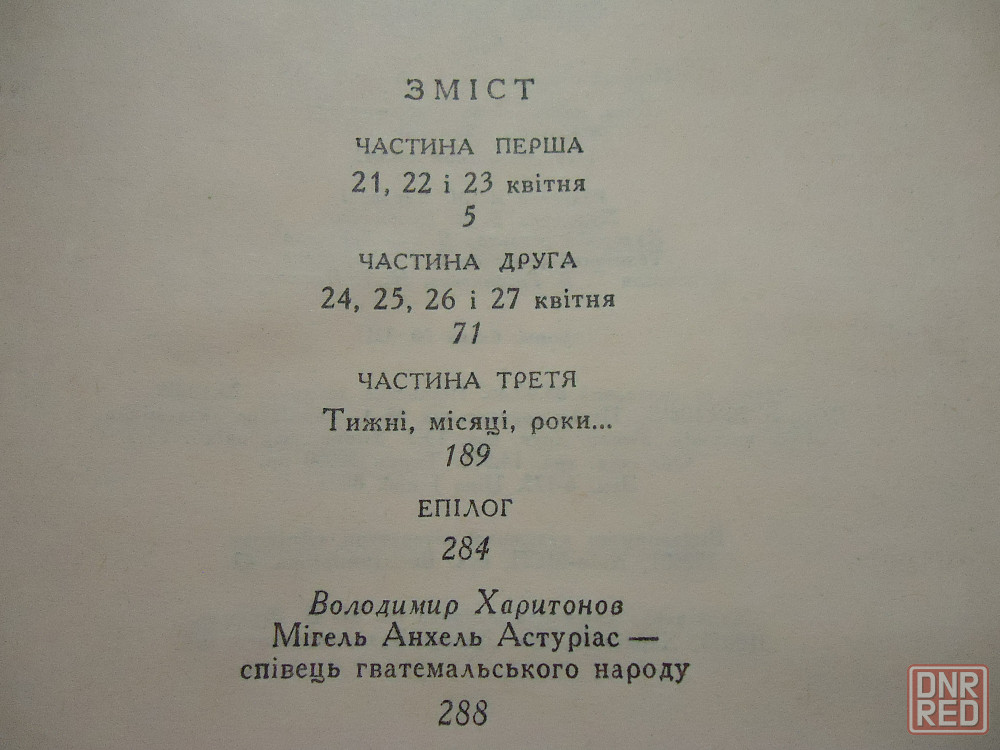 ЗМІСТ
ЧАСТИНА ПЕРША
21, 22 і 23 квітня
5
ЧАСТИНА ДРУГА
24, 25, 26 і 27 квітня
71
ЧАСТИНА ТРЕТЯ
Тижні, місяці, роки...
189
ЕПІЛОГ
284
Володимир Харитонов
Мігель Анхель Астуріас —
співець гватемальського народу
288
DNR
RED